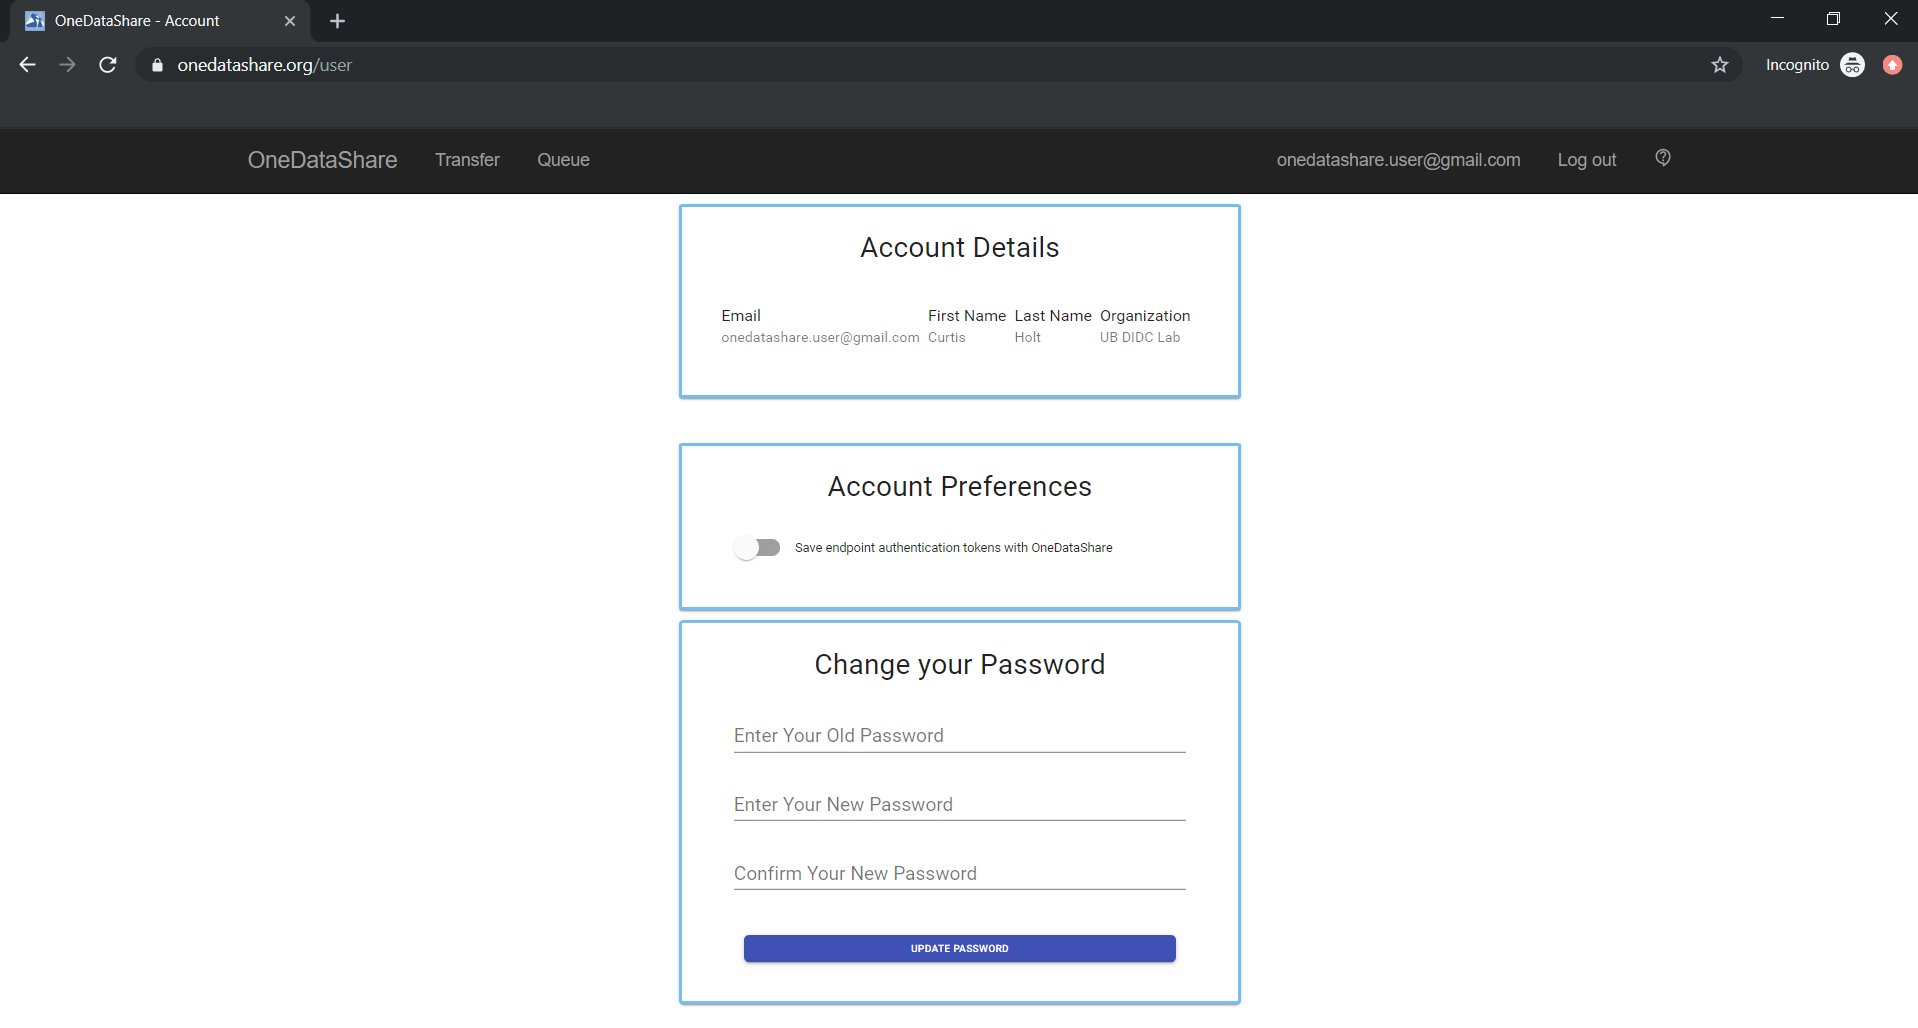 OneDataShare - Account
onedatashare.org/user
Incognito
OneDataShare Transfer Queue onedatashare.user@gmail.com Log out
Account Details
Email First Name Last Name Organization
onedatashare.user@gmail.com Curtis Holt UB DIDC Lab
Account Preferences
Save endpoint authentication tokens with OneDataShare
Change your Password
Enter Your Old Password
Enter Your New Password
Confirm Your New Password
UPDATE PASSWORD